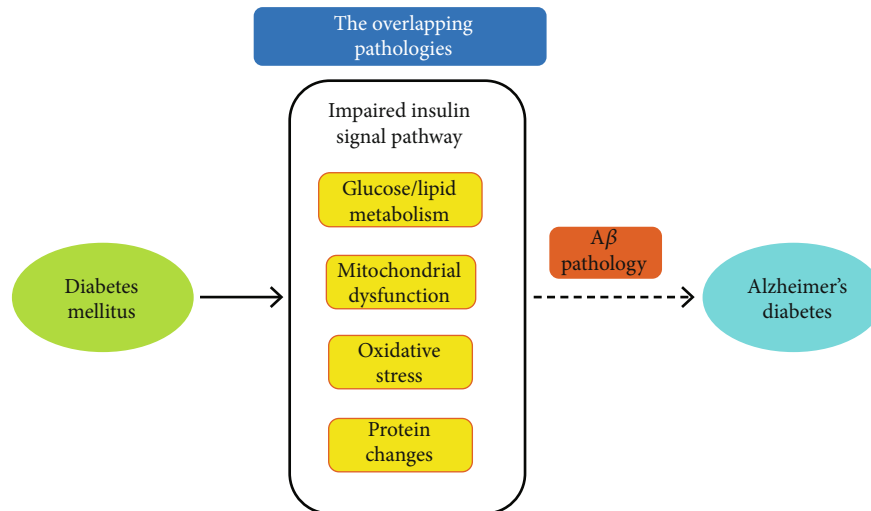 The overlapping
pathologies
Impaired insulin
signal pathway
Glucose/lipid
metabolism
Mitochondrial
dysfunction
Oxidative
stress
Protein
changes
Diabetes
mellitus
Aβ
pathology
Alzheimer's
diabetes